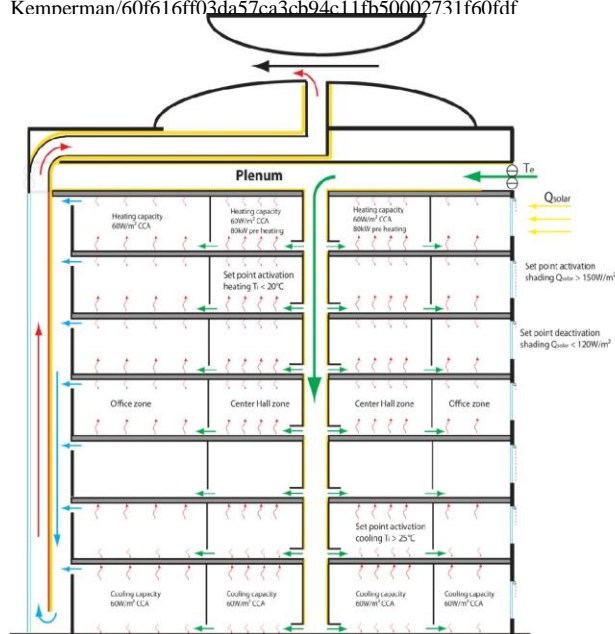 Kemperman/60f616ff03da57ca3cb94c11fb50002731f60fdf
Te
Plenum
Qsolar
Heating capacity
60W/m² CCA
Heating capacity
60W/m² CCA
80kW pre heating
Heating capacity
60W/m² CCA
80kW pre heating
Set point activation
heating Ti < 20°C
Set point activation
shading Qsolar > 150W/m²
Set point deactivation
shading Qsolar < 120W/m²
Office zone
Center Hall zone
Center Hall zone
Office zone
Set point activation
cooling Ti > 25°C
Cooling capacity
60W/m² CCA
Cooling capacity
60W/m² CCA
Cooling capacity
60W/m² CCA
Cooling capacity
60W/m² CCA